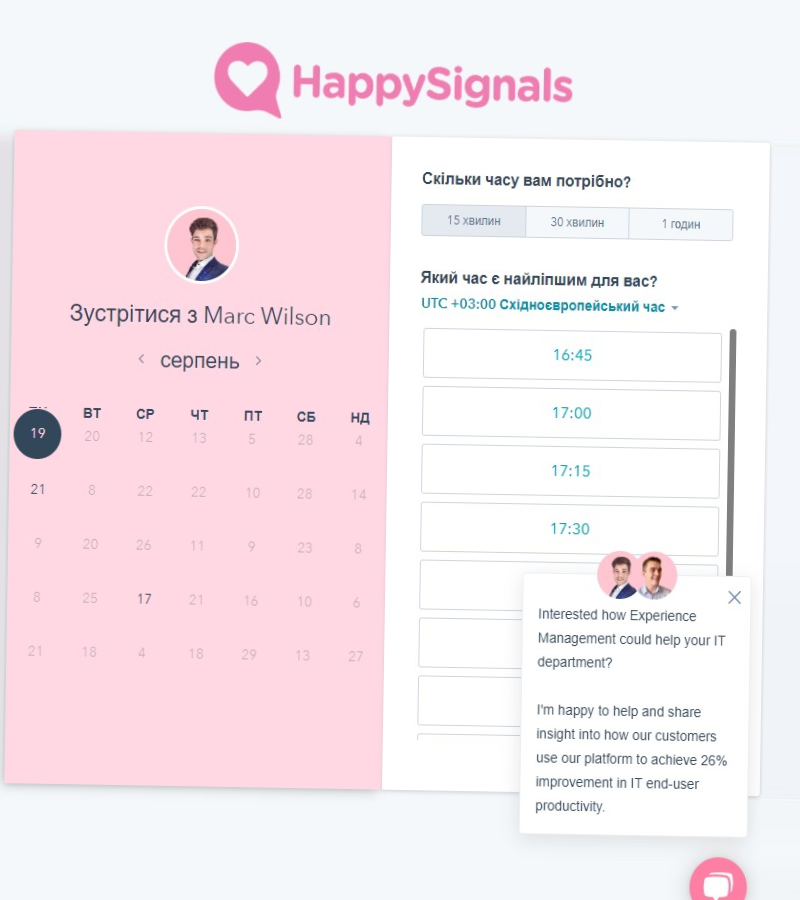 HappySignals
Зустрітися з Marc Wilson
серпень
ВТ СР ЧТ ПТ СБ НД
19 20 12 13 5 28 4
21 8 22 22 10 28 14
9 20 26 11 9 23 8
8 25 17 21 16 10 6
21 18 4 18 29 13 27
Скільки часу вам потрібно?
15 хвилин 30 хвилин 1 годин
Який час є найліпшим для вас?
UTC +03:00 Східноєвропейський час
16:45
17:00
17:15
17:30
Interested how Experience
Management could help your IT
department?
I'm happy to help and share
insight into how our customers
use our platform to achieve 26%
improvement in IT end-user
productivity.